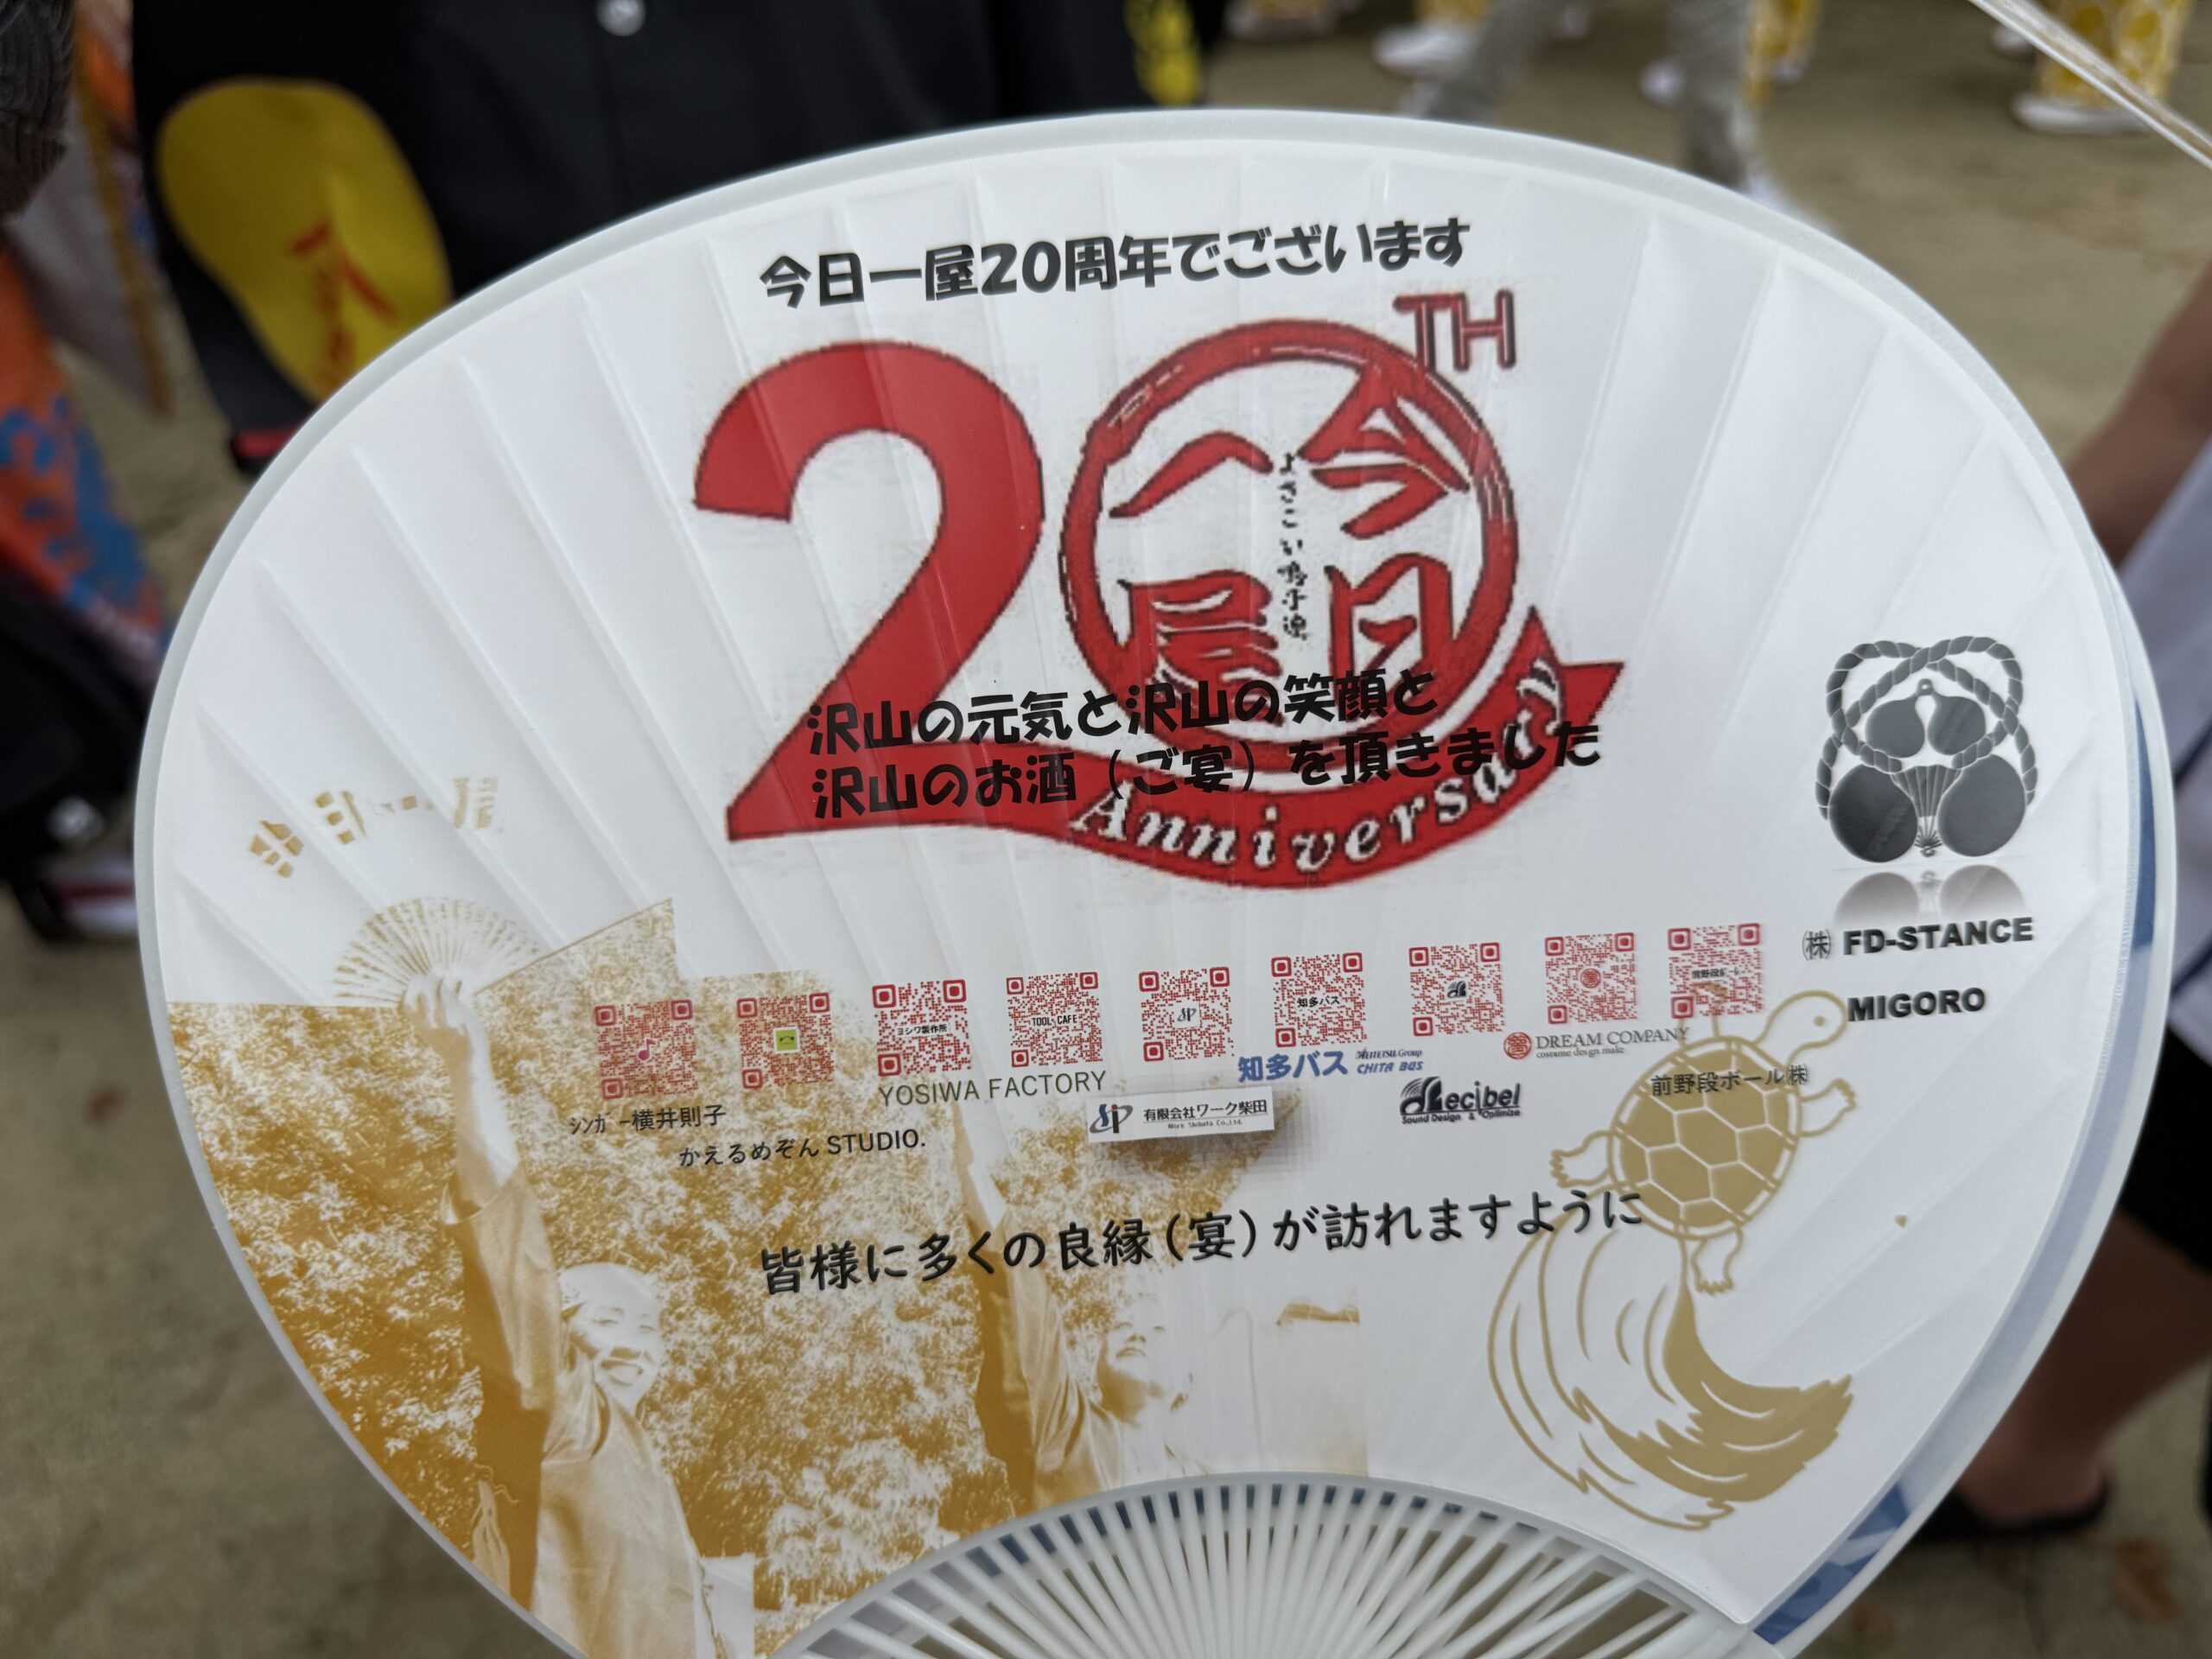 今日一屋20周年でございます
20TH
今日
一屋
よさこい鳴子連
沢山の元気と沢山の笑顔と
沢山のお酒（ご宴）を頂きました
Anniversary
㈱ FD-STANCE
MIGORO
ヨシワ製作所
TOOL CAFE
知多バス
前野段ボール
シンガー横井則子
かえるめぞん STUDIO.
YOSIWA FACTORY
有限会社ワーク柴田
Work Shibata Co.,Ltd.
知多バス MEITETSU Group CHITA BUS
Decibel
Sound Design & Optimize
DREAM COMPANY
costume design make
前野段ボール㈱
皆様に多くの良縁（宴）が訪れますように